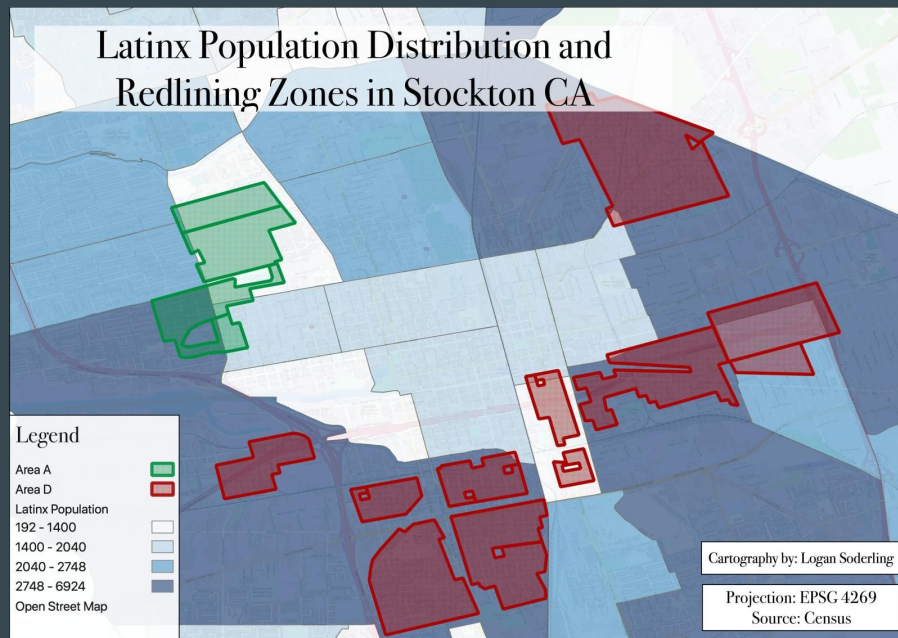 Latinx Population Distribution and
Redlining Zones in Stockton CA
Legend
Area A
Area D
Latinx Population
192 - 1400
1400 - 2040
2040 - 2748
2748 - 6924
Open Street Map
Cartography by: Logan Soderling
Projection: EPSG 4269
Source: Census